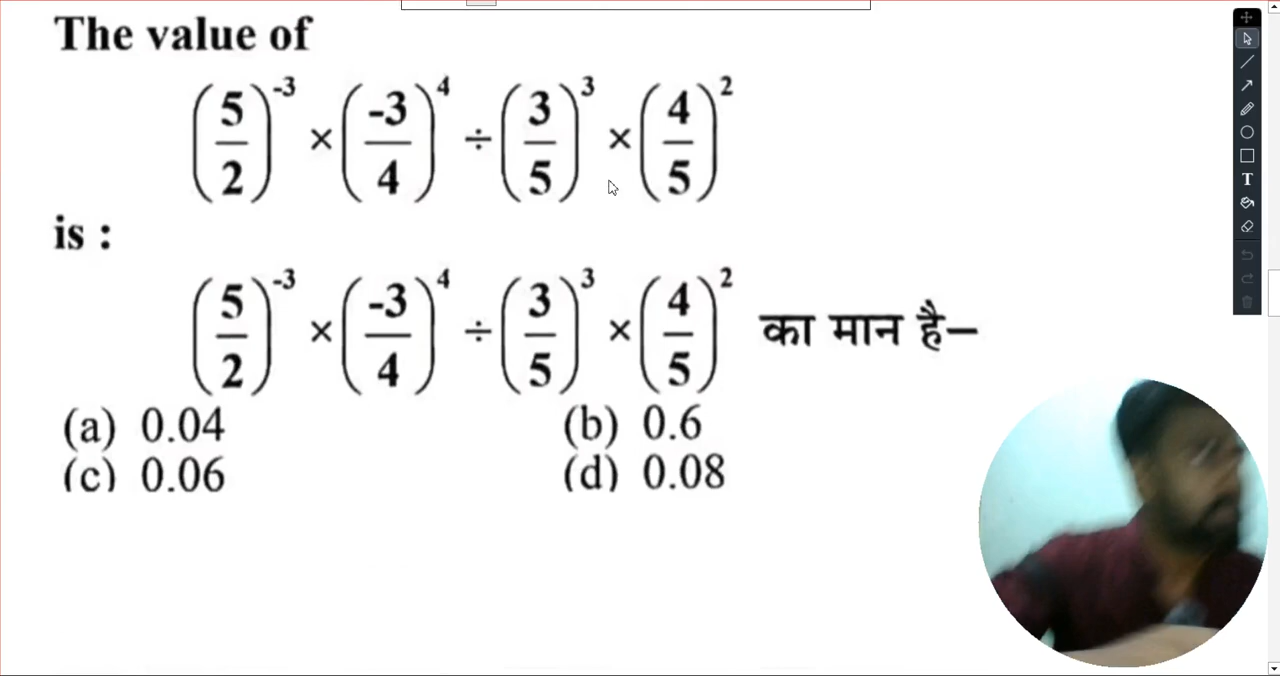 The value of
(5/2)^-3 × (-3/4)^4 ÷ (3/5)^3 × (4/5)^2
is :
(5/2)^-3 × (-3/4)^4 ÷ (3/5)^3 × (4/5)^2 का मान है–
(a) 0.04 (b) 0.6
(c) 0.06 (d) 0.08
T